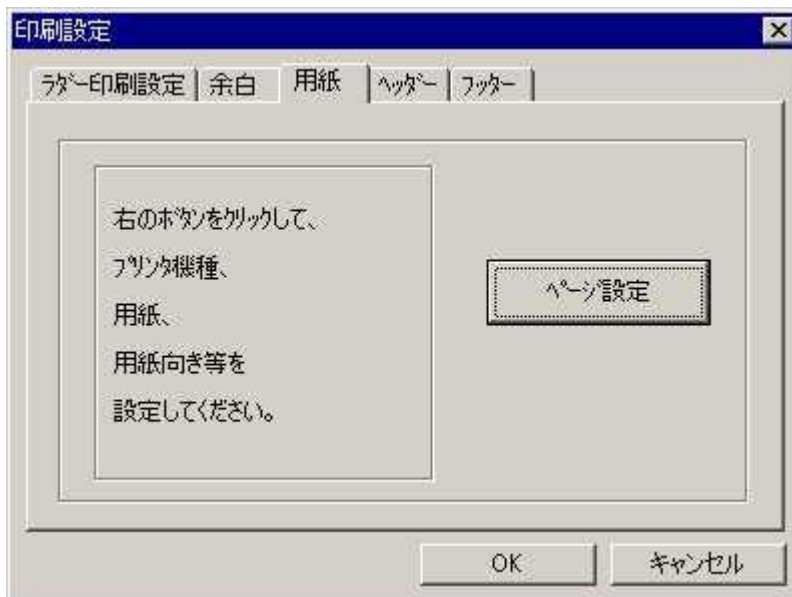 印刷設定
ﾗﾀﾞｰ印刷設定 余白 用紙 ﾍｯﾀﾞｰ ﾌｯﾀｰ
右のﾎﾞﾀﾝをｸﾘｯｸして、
ﾌﾟﾘﾝﾀ機種、
用紙、
用紙向き等を
設定してください。
ﾍﾟｰｼﾞ設定
OK キャンセル